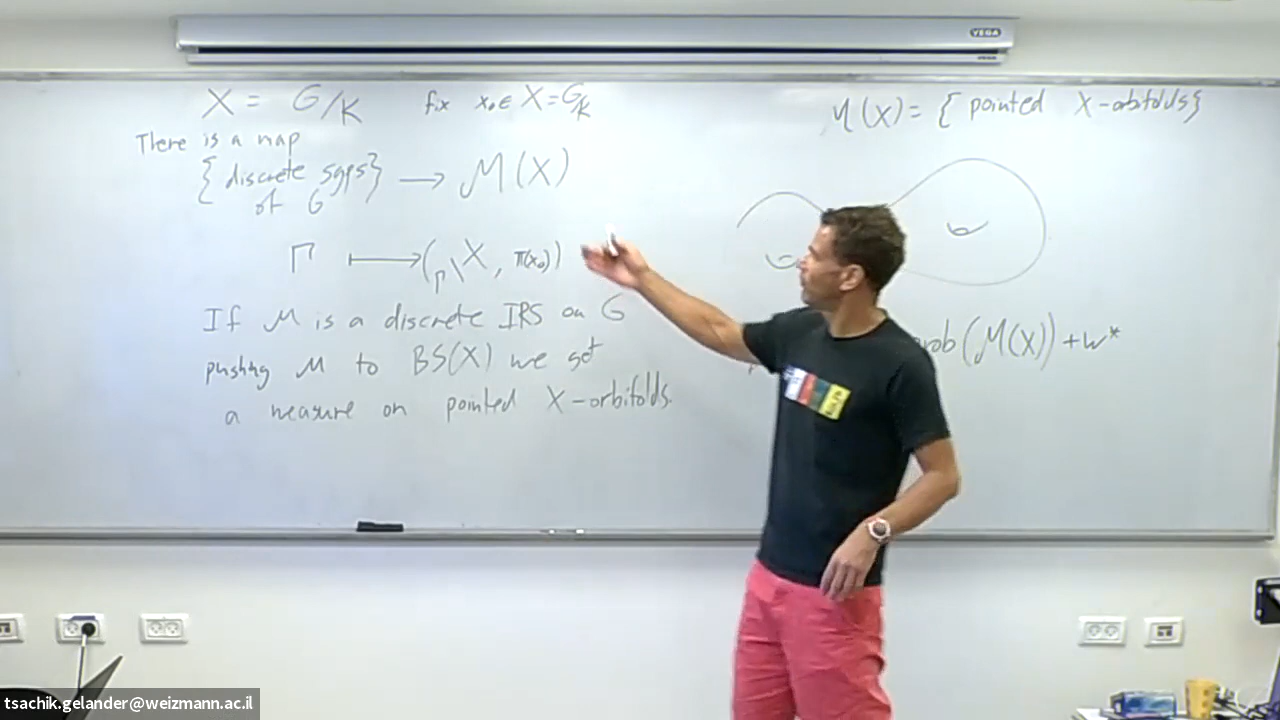 VEGA
X = G/K fix x₀ ∈ X = G/K
There is a map
{discrete sgps of G} → M(X)
Γ ↦ (Γ\X, π(x₀))
If μ is a discrete IRS on G
pushing μ to BS(X) we get
a measure on pointed X-orbifolds.
M(X) = {pointed X-orbifolds}
prob(M(X)) + w*
tsachik.gelander@weizmann.ac.il